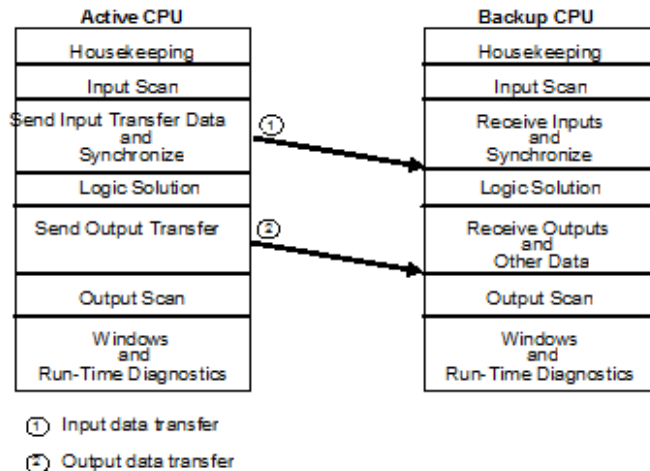 Active CPU
Housekeeping
Input Scan
Send Input Transfer Data
and
Synchronize
Logic Solution
Send Output Transfer
Output Scan
Windows
and
Run-Time Diagnostics
1
2
Backup CPU
Housekeeping
Input Scan
Receive Inputs
and
Synchronize
Logic Solution
Receive Outputs
and
Other Data
Output Scan
Windows
and
Run-Time Diagnostics
1 Input data transfer
2 Output data transfer